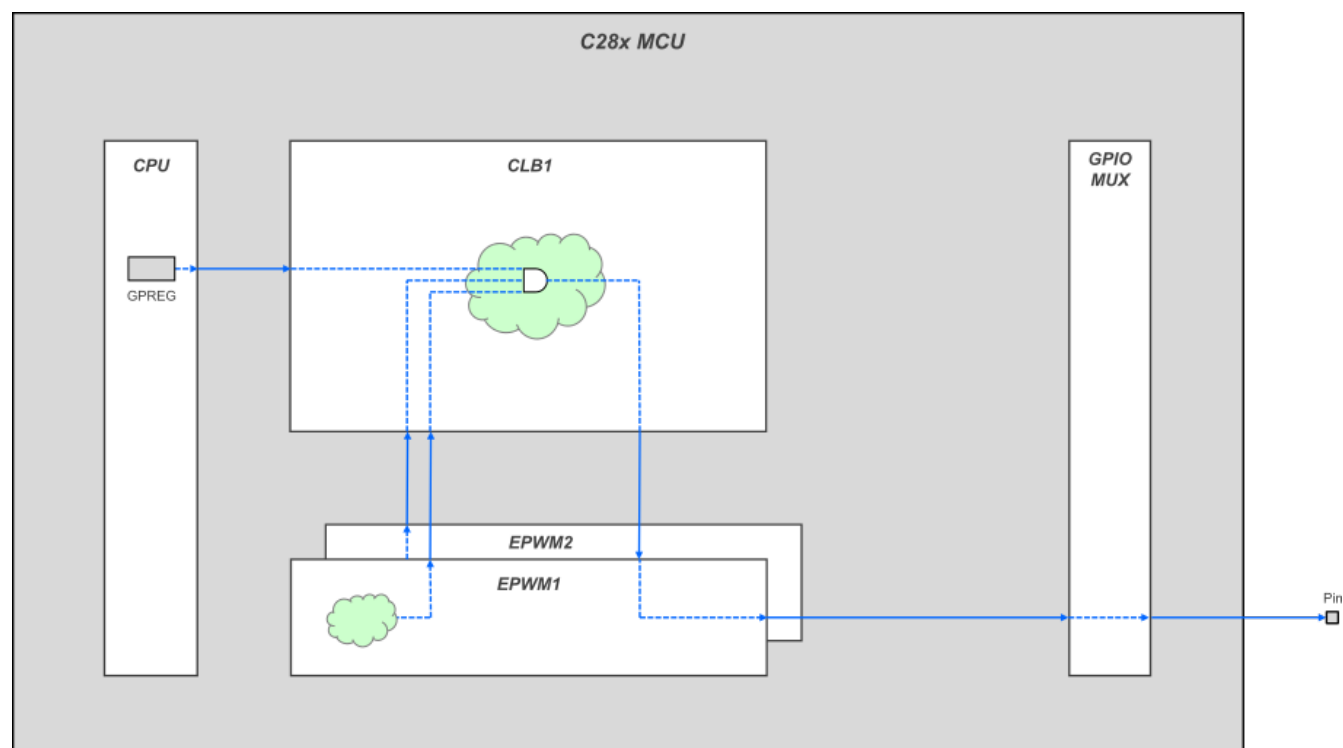 C28x MCU
CPU
CLB1
GPIO
MUX
GPREG
EPWM2
EPWM1
Pin